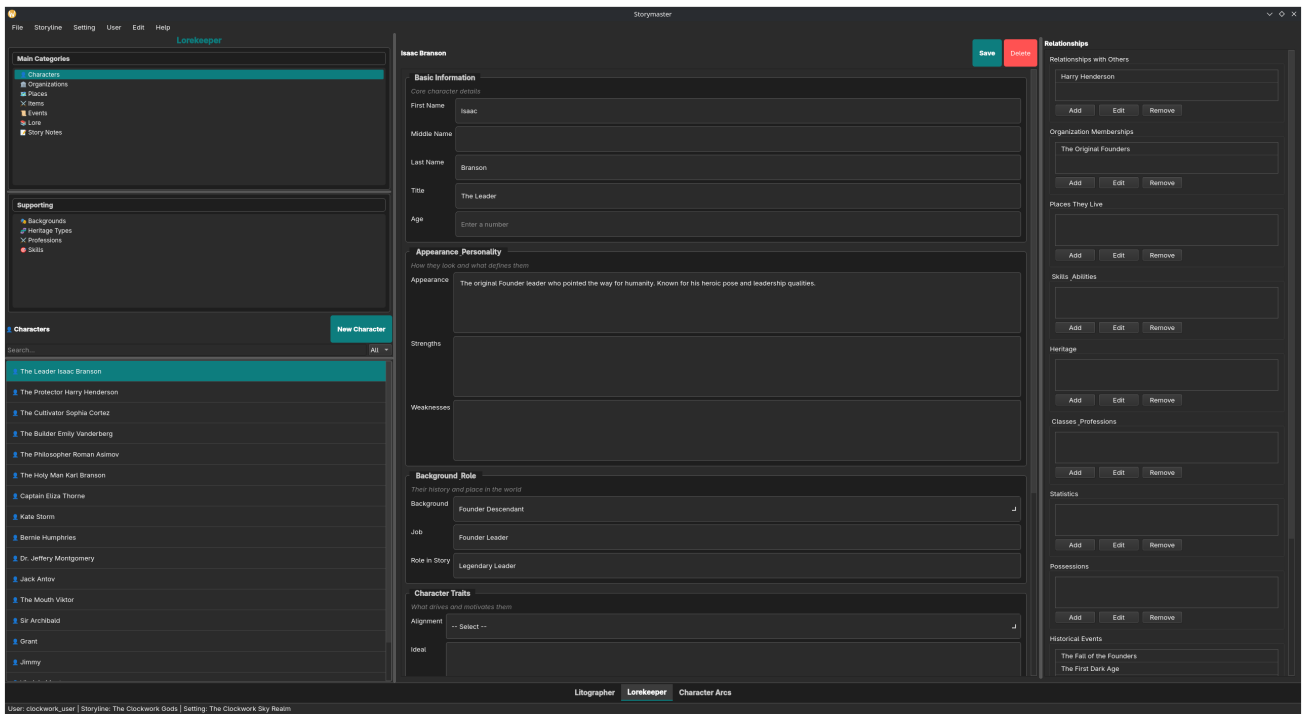 Storymaster
File Storyline Setting User Edit Help
Lorekeeper
Main Categories
Characters
Organizations
Places
Items
Events
Lore
Story Notes
Supporting
Backgrounds
Heritage Types
Professions
Skills
Characters
New Character
Search...
All
The Leader Isaac Branson
The Protector Harry Henderson
The Cultivator Sophia Cortez
The Builder Emily Vanderberg
The Philosopher Roman Asimov
The Holy Man Karl Branson
Captain Eliza Thorne
Kate Storm
Bernie Humphries
Dr. Jeffery Montgomery
Jack Antov
The Mouth Viktor
Sir Archibald
Grant
Jimmy
Isaac Branson
Save
Delete
Basic Information
Core character details
First Name
Isaac
Middle Name
Last Name
Branson
Title
The Leader
Age
Enter a number
Appearance_Personality
How they look and what defines them
Appearance
The original Founder leader who pointed the way for humanity. Known for his heroic pose and leadership qualities.
Strengths
Weaknesses
Background_Role
Their history and place in the world
Background
Founder Descendant
Job
Founder Leader
Role in Story
Legendary Leader
Character Traits
What drives and motivates them
Alignment
-- Select --
Ideal
Relationships
Relationships with Others
Harry Henderson
Add Edit Remove
Organization Memberships
The Original Founders
Add Edit Remove
Places They Live
Add Edit Remove
Skills_Abilities
Add Edit Remove
Heritage
Add Edit Remove
Classes_Professions
Add Edit Remove
Statistics
Add Edit Remove
Possessions
Add Edit Remove
Historical Events
The Fall of the Founders
The First Dark Age
Litographer Lorekeeper Character Arcs
User: clockwork_user | Storyline: The Clockwork Gods | Setting: The Clockwork Sky Realm